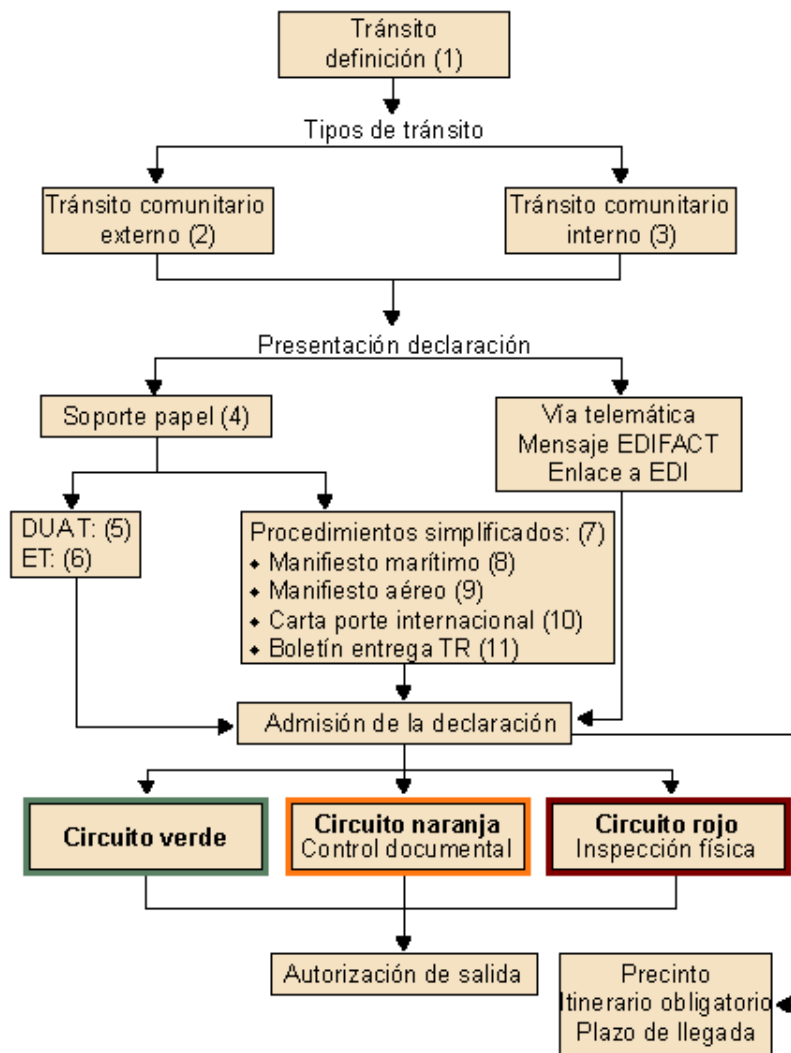 Tránsito
definición (1)
Tipos de tránsito
Tránsito comunitario
externo (2)
Tránsito comunitario
interno (3)
Presentación declaración
Soporte papel (4)
Vía telemática
Mensaje EDIFACT
Enlace a EDI
DUAT: (5)
ET: (6)
Procedimientos simplificados: (7)
◆ Manifiesto marítimo (8)
◆ Manifiesto aéreo (9)
◆ Carta porte internacional (10)
◆ Boletín entrega TR (11)
Admisión de la declaración
Circuito verde
Circuito naranja
Control documental
Circuito rojo
Inspección física
Autorización de salida
Precinto
Itinerario obligatorio
Plazo de llegada